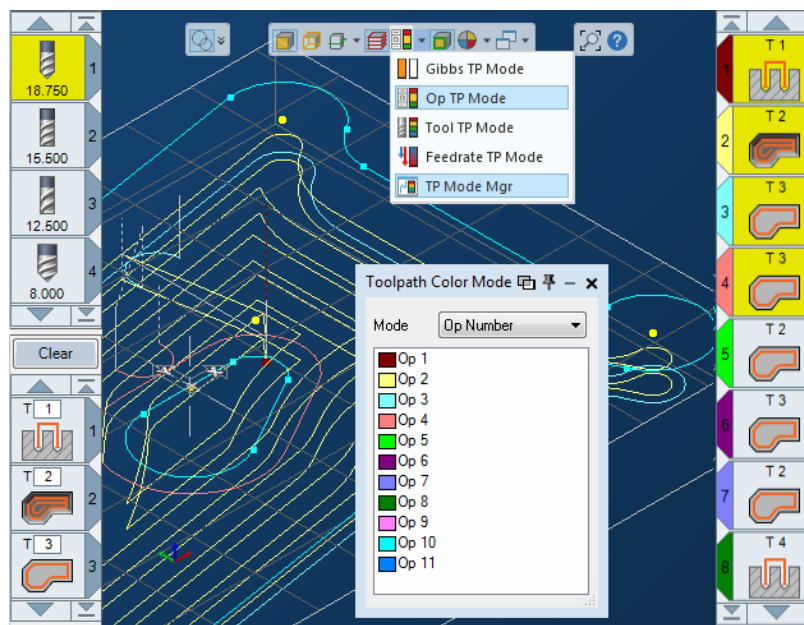 18.750
1
15.500
2
12.500
3
8.000
4
Clear
T 1
1
T 2
2
T 3
3
?
Gibbs TP Mode
Op TP Mode
Tool TP Mode
Feedrate TP Mode
TP Mode Mgr
Toolpath Color Mode
Mode
Op Number
Op 1
Op 2
Op 3
Op 4
Op 5
Op 6
Op 7
Op 8
Op 9
Op 10
Op 11
T 1
1
T 2
2
T 3
3
T 3
4
T 2
5
T 3
6
T 2
7
T 4
8